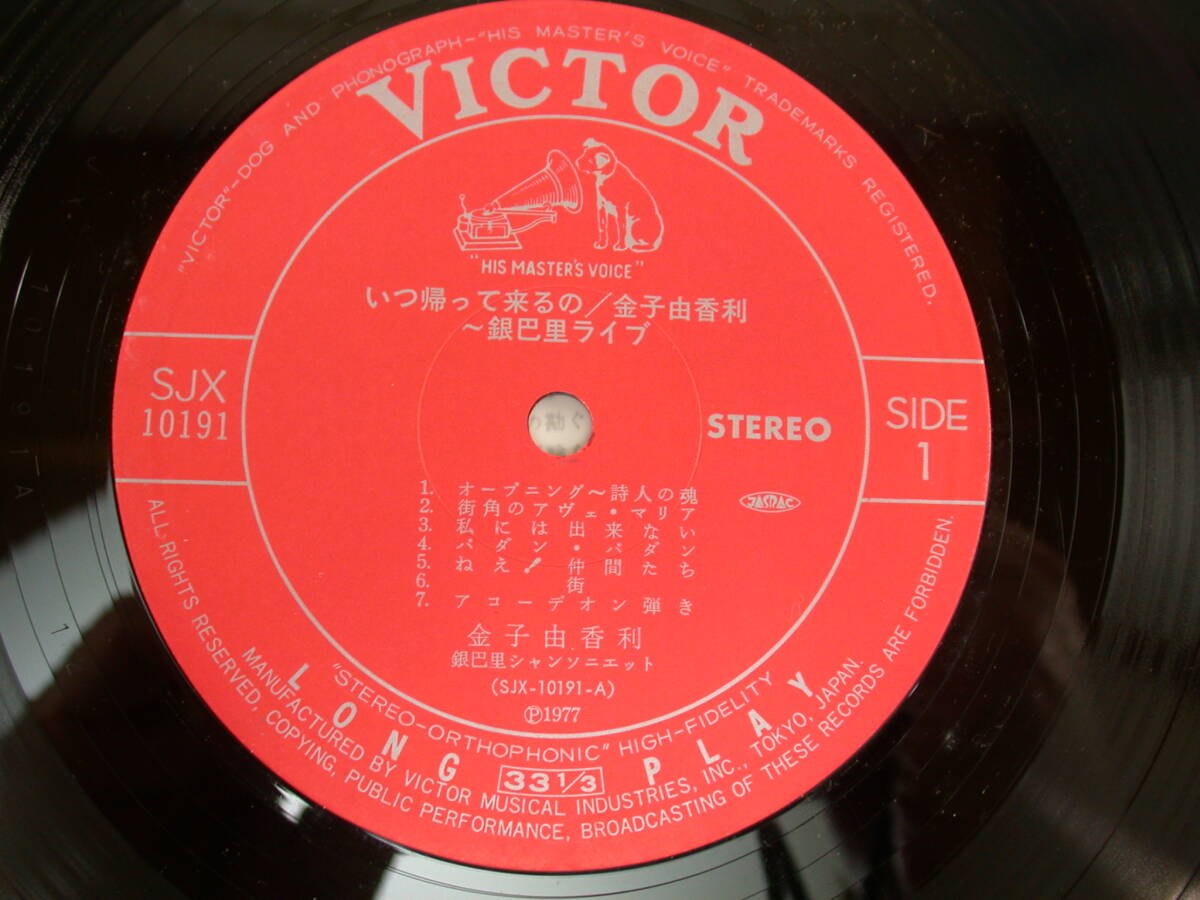 "VICTOR"-DOG AND PHONOGRAPH-"HIS MASTER'S VOICE" TRADEMARKS REGISTERED.
VICTOR
"HIS MASTER'S VOICE"
いつ帰って来るの/金子由香利
〜銀巴里ライブ
SJX
10191
STEREO
SIDE
1
JASRAC
1. オープニング〜詩人の魂
2. 街角のアヴェ・マリア
3. 私には出来ない
4. パダン・パダン
5. ねえ!仲間たち
6. 街
7. アコーデオン弾き
金子由香利
銀巴里シャンソニエット
(SJX-10191-A)
Ⓟ1977
"STEREO-ORTHOPHONIC" HIGH-FIDELITY
LONG 33 1/3 PLAY
MANUFACTURED BY VICTOR MUSICAL INDUSTRIES, INC., TOKYO, JAPAN.
ALL RIGHTS RESERVED, COPYING, PUBLIC PERFORMANCE, BROADCASTING OF THESE RECORDS ARE FORBIDDEN.
10191A